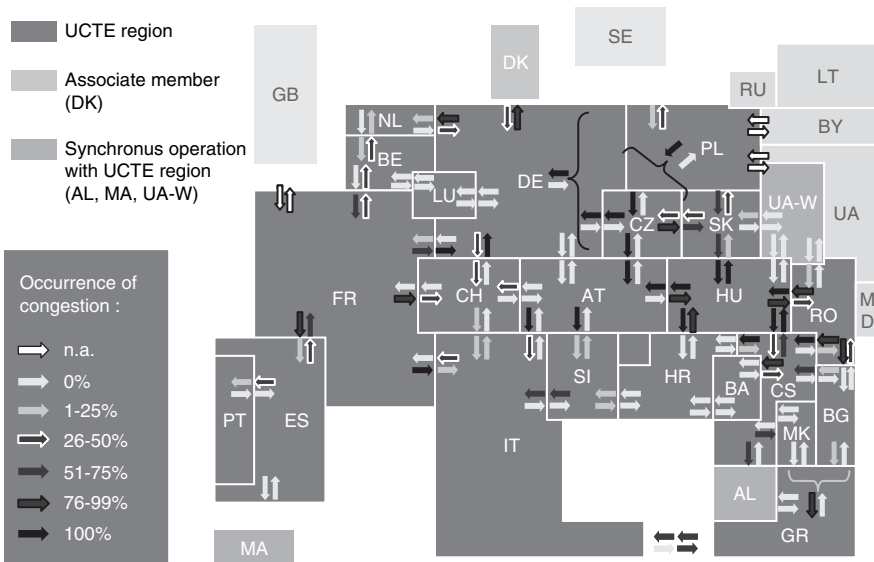 UCTE region
Associate member
(DK)
Synchronus operation
with UCTE region
(AL, MA, UA-W)
Occurrence of
congestion :
n.a.
0%
1-25%
26-50%
51-75%
76-99%
100%
GB
DK
SE
RU
LT
BY
UA
UA-W
M
D
NL
BE
LU
DE
PL
CZ
SK
FR
CH
AT
HU
RO
PT
ES
IT
SI
HR
BA
CS
BG
MK
AL
GR
MA